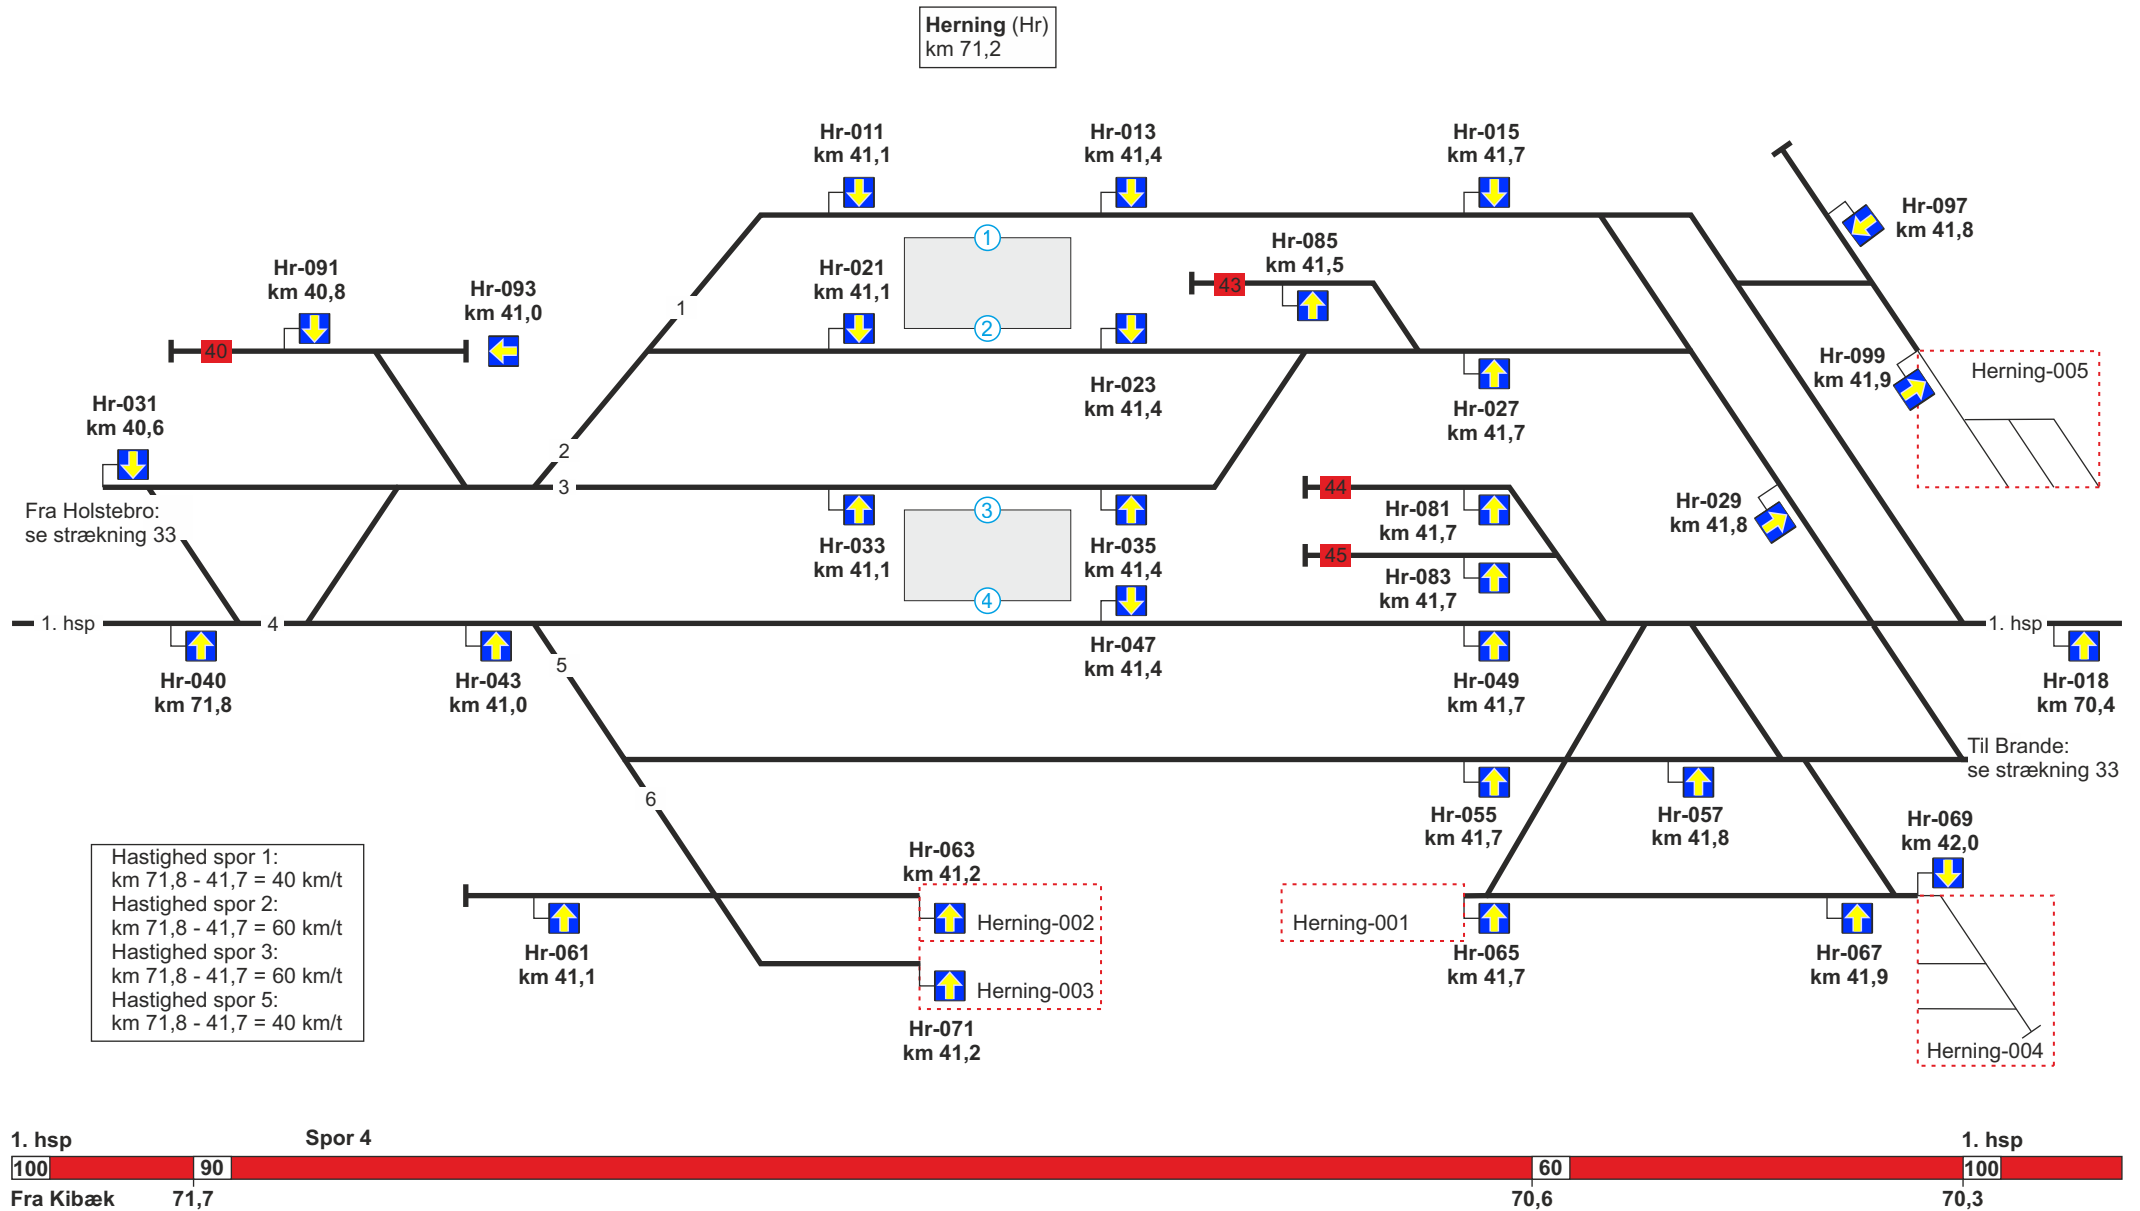 Herning (Hr)
km 71,2
Hr-011
km 41,1
Hr-013
km 41,4
Hr-015
km 41,7
Hr-097
km 41,8
1
Hr-085
km 41,5
43
Hr-091
km 40,8
Hr-093
km 41,0
Hr-021
km 41,1
1
2
40
Hr-023
km 41,4
Hr-027
km 41,7
Hr-099
km 41,9
Herning-005
Hr-031
km 40,6
2
3
Fra Holstebro:
se strækning 33
Hr-033
km 41,1
3
4
Hr-035
km 41,4
44
Hr-081
km 41,7
45
Hr-083
km 41,7
Hr-029
km 41,8
1. hsp
4
1. hsp
Hr-040
km 71,8
Hr-043
km 41,0
5
Hr-047
km 41,4
Hr-049
km 41,7
Hr-018
km 70,4
6
Til Brande:
se strækning 33
Hr-055
km 41,7
Hr-057
km 41,8
Hr-069
km 42,0
Hastighed spor 1:
km 71,8 - 41,7 = 40 km/t
Hastighed spor 2:
km 71,8 - 41,7 = 60 km/t
Hastighed spor 3:
km 71,8 - 41,7 = 60 km/t
Hastighed spor 5:
km 71,8 - 41,7 = 40 km/t
Hr-061
km 41,1
Hr-063
km 41,2
Herning-002
Herning-003
Hr-071
km 41,2
Herning-001
Hr-065
km 41,7
Hr-067
km 41,9
Herning-004
1. hsp
Spor 4
1. hsp
100
90
60
100
Fra Kibæk
71,7
70,6
70,3